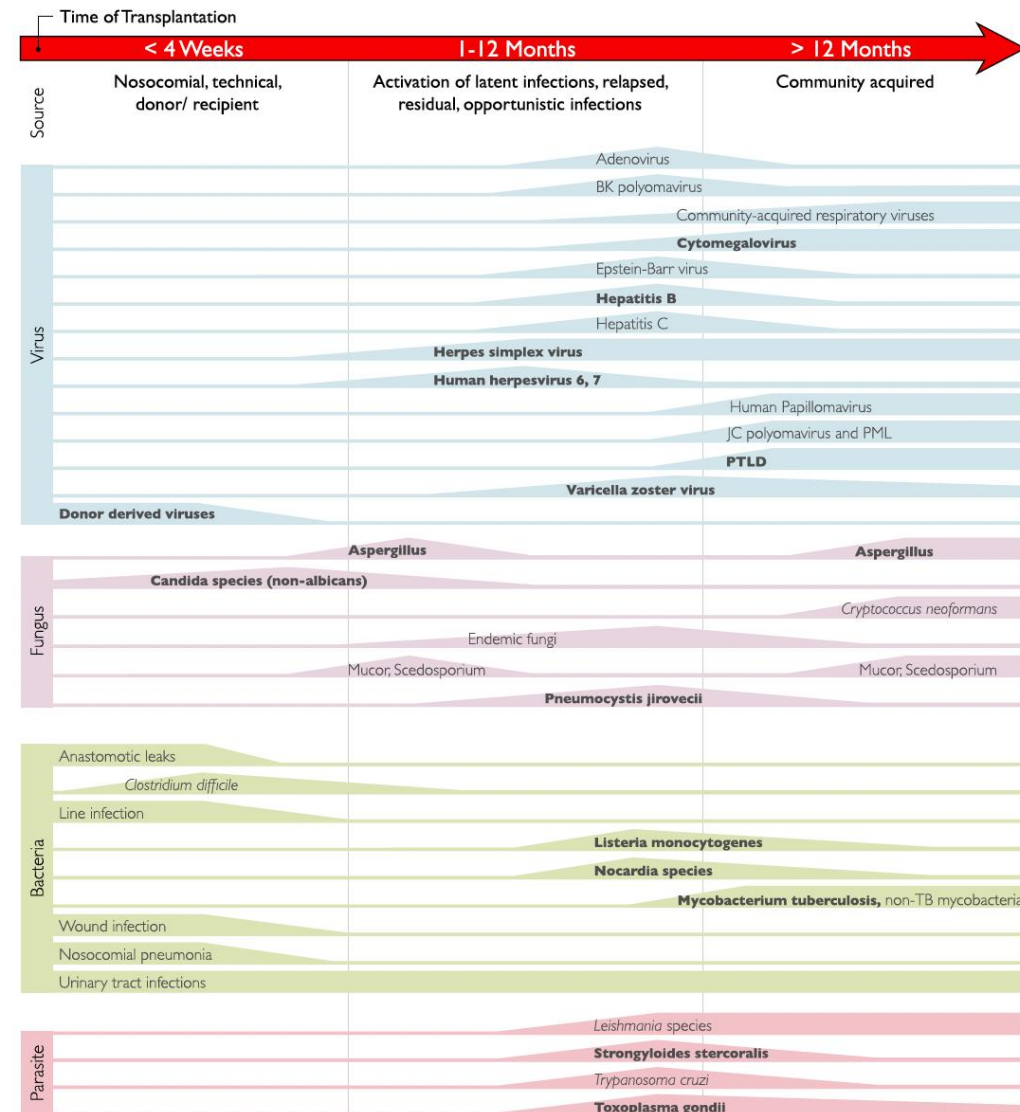 Time of Transplantation
< 4 Weeks
1-12 Months
> 12 Months
Source
Nosocomial, technical,
donor/ recipient
Activation of latent infections, relapsed,
residual, opportunistic infections
Community acquired
Virus
Adenovirus
BK polyomavirus
Community-acquired respiratory viruses
Cytomegalovirus
Epstein-Barr virus
Hepatitis B
Hepatitis C
Herpes simplex virus
Human herpesvirus 6, 7
Human Papillomavirus
JC polyomavirus and PML
PTLD
Varicella zoster virus
Donor derived viruses
Fungus
Aspergillus
Aspergillus
Candida species (non-albicans)
Cryptococcus neoformans
Endemic fungi
Mucor, Scedosporium
Mucor, Scedosporium
Pneumocystis jirovecii
Bacteria
Anastomotic leaks
Clostridium difficile
Line infection
Listeria monocytogenes
Nocardia species
Mycobacterium tuberculosis, non-TB mycobacteria
Wound infection
Nosocomial pneumonia
Urinary tract infections
Parasite
Leishmania species
Strongyloides stercoralis
Trypanosoma cruzi
Toxoplasma gondii